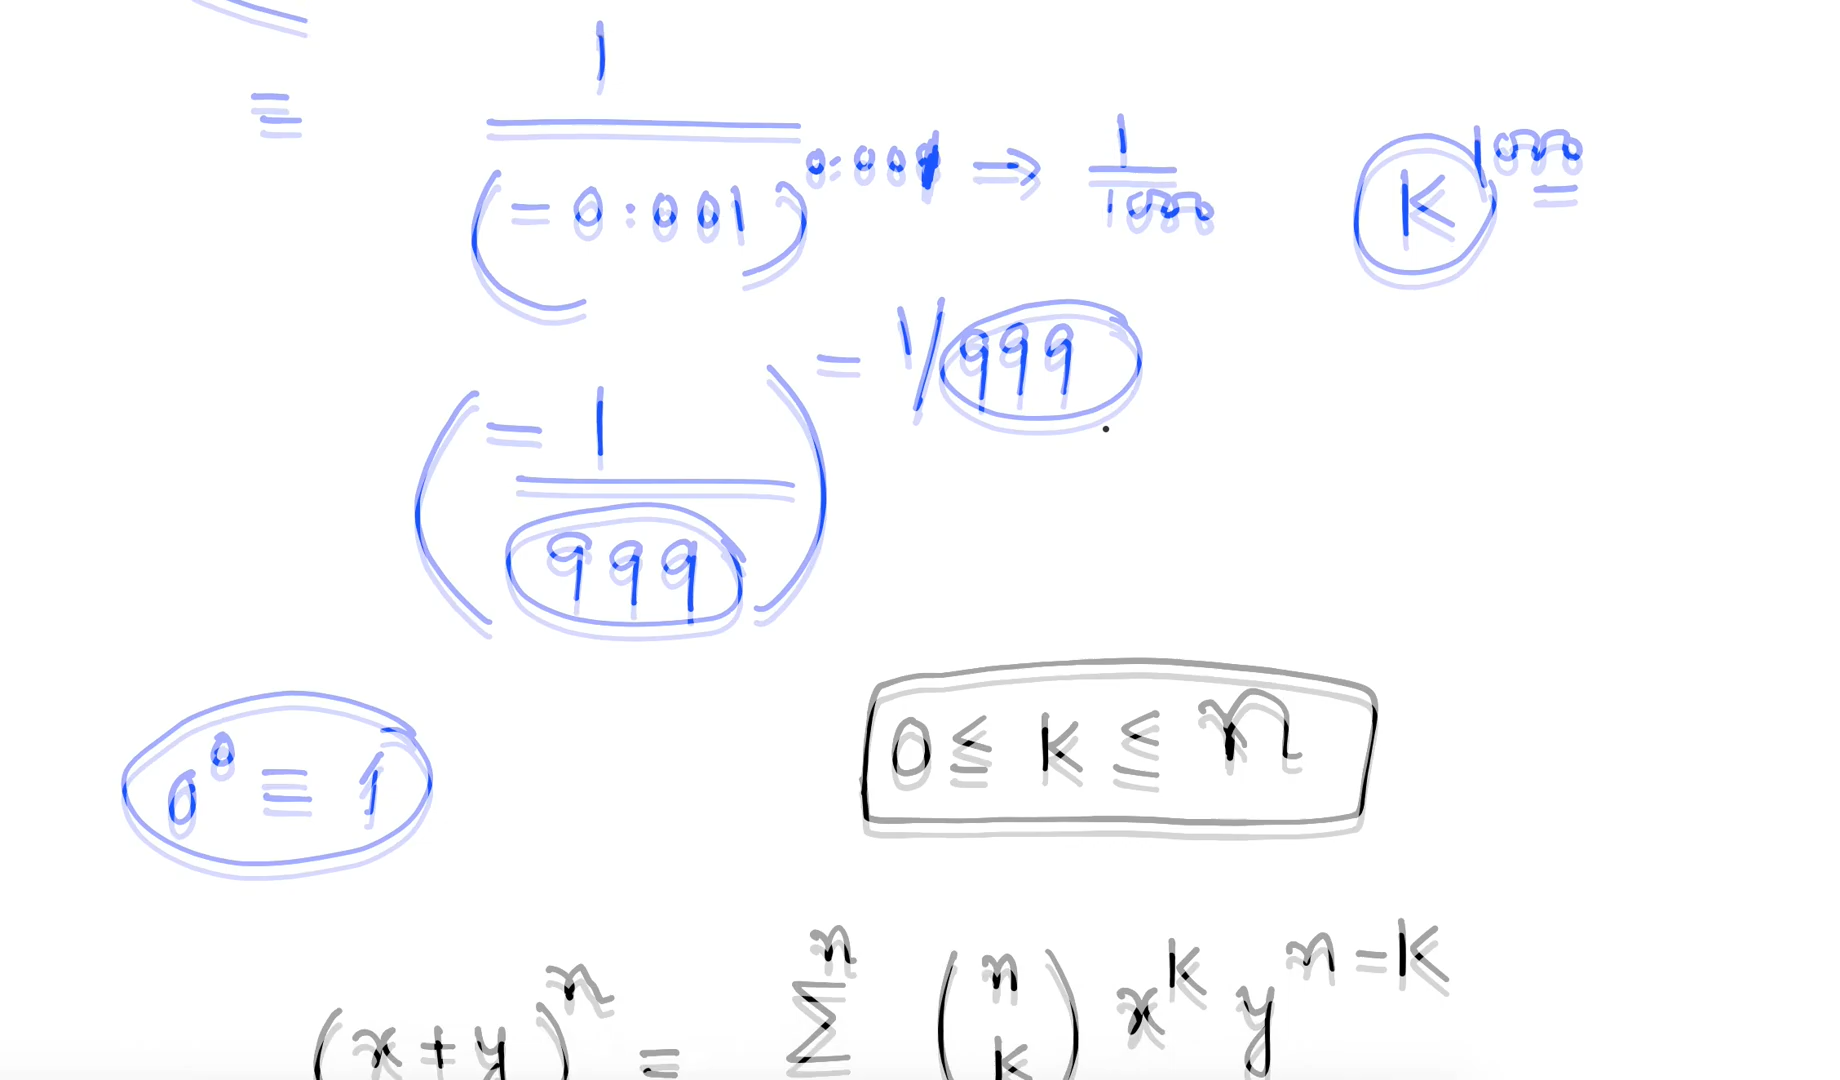 = 1 / (-0.001)^0.001 ⇒ 1/1000 K^1000
(-1/999)^-1/999
0^0 = 1
0 ≤ k ≤ n
(x + y)^n = Σ^n (n k) x^k y^n-k